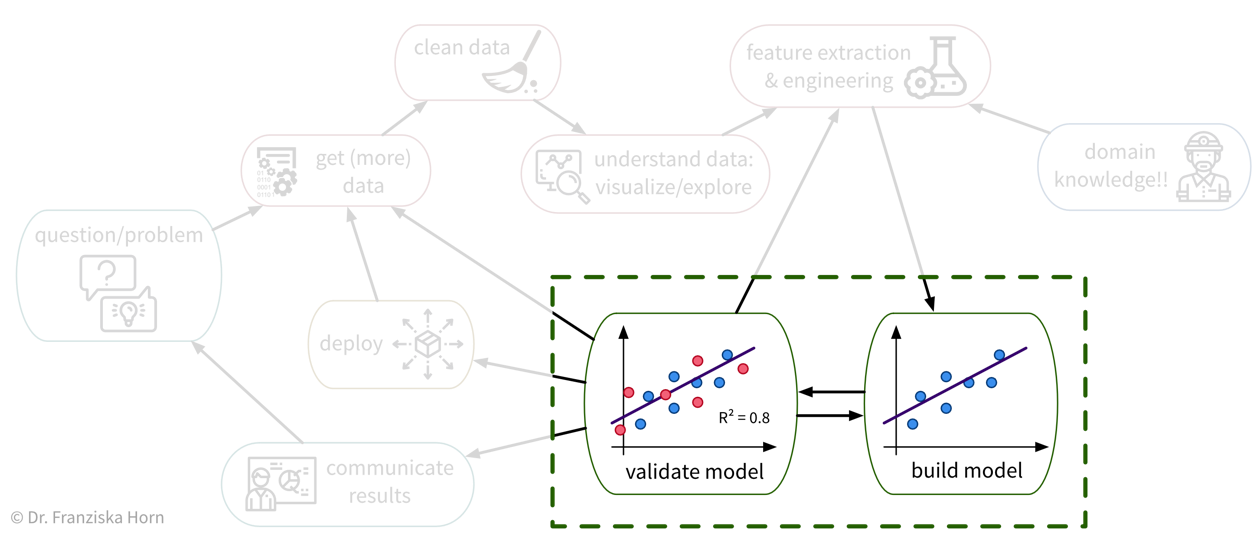 clean data
feature extraction
& engineering
get (more)
data
understand data:
visualize/explore
domain
knowledge!!
question/problem
?
deploy
R² = 0.8
validate model
build model
communicate
results
© Dr. Franziska Horn